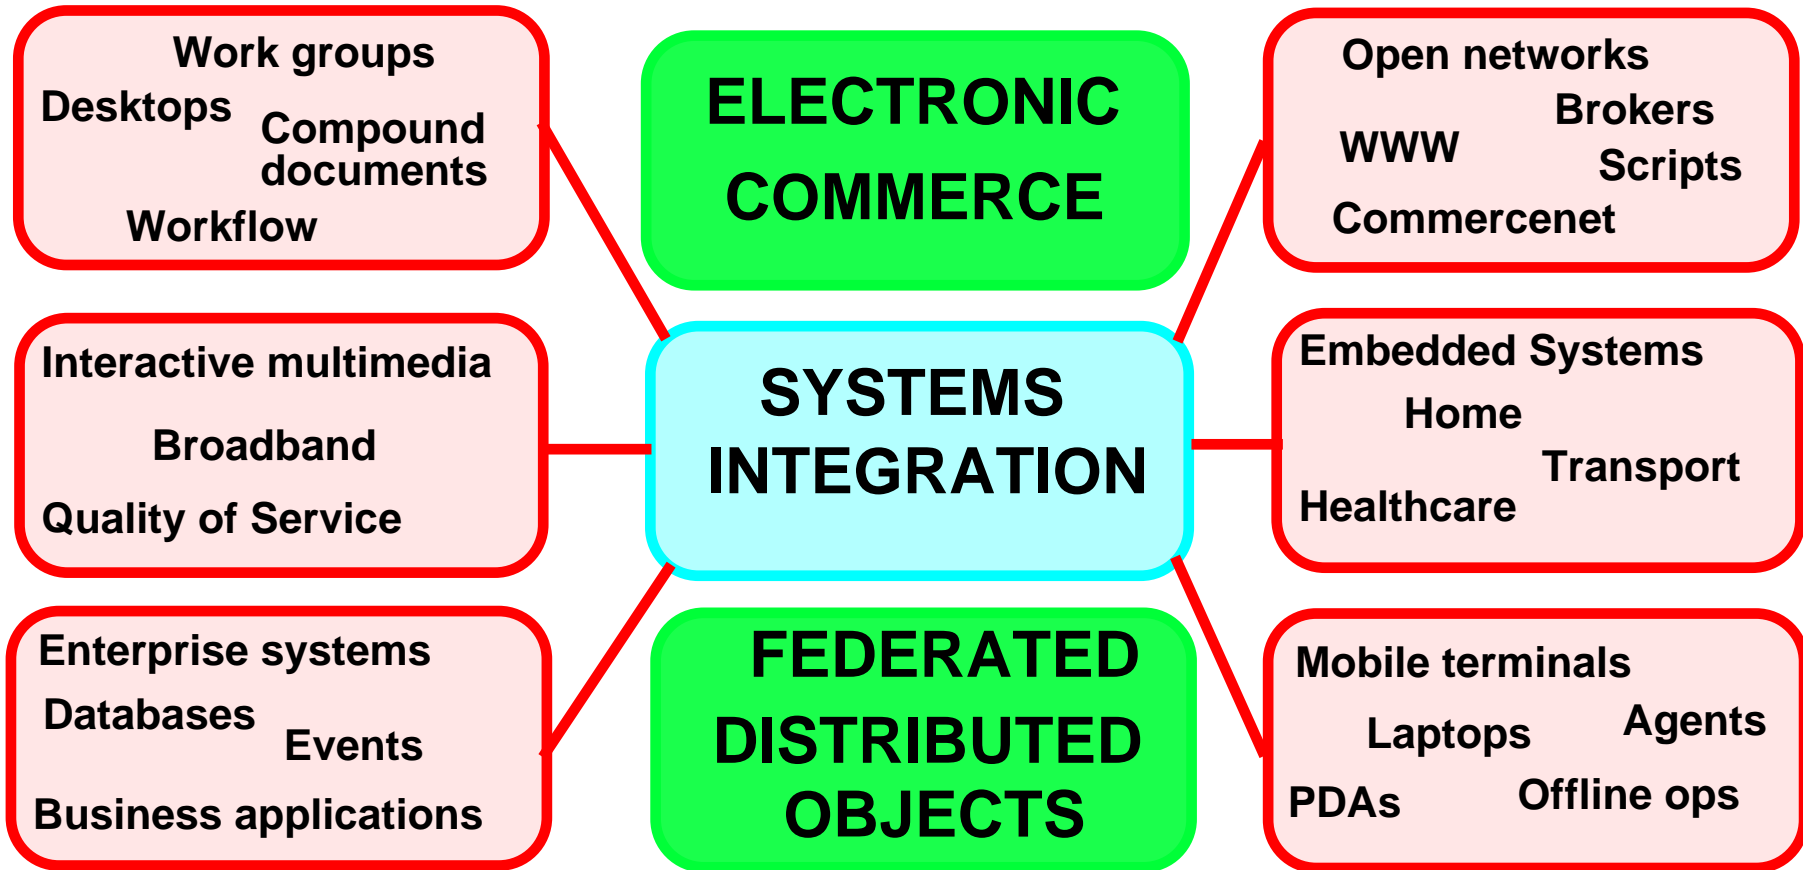 Work groups
Desktops
Compound
documents
Workflow
ELECTRONIC
COMMERCE
Open networks
Brokers
WWW
Scripts
Commercenet
Interactive multimedia
Broadband
Quality of Service
SYSTEMS
INTEGRATION
Embedded Systems
Home
Transport
Healthcare
Enterprise systems
Databases
Events
Business applications
FEDERATED
DISTRIBUTED
OBJECTS
Mobile terminals
Agents
Laptops
Offline ops
PDAs